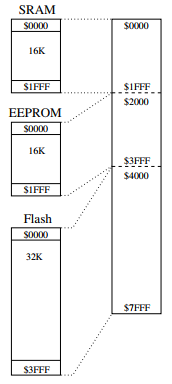 SRAM
$0000
16K
$1FFF
EEPROM
$0000
16K
$1FFF
Flash
$0000
32K
$3FFF
$0000
$1FFF
$2000
$3FFF
$4000
$7FFF